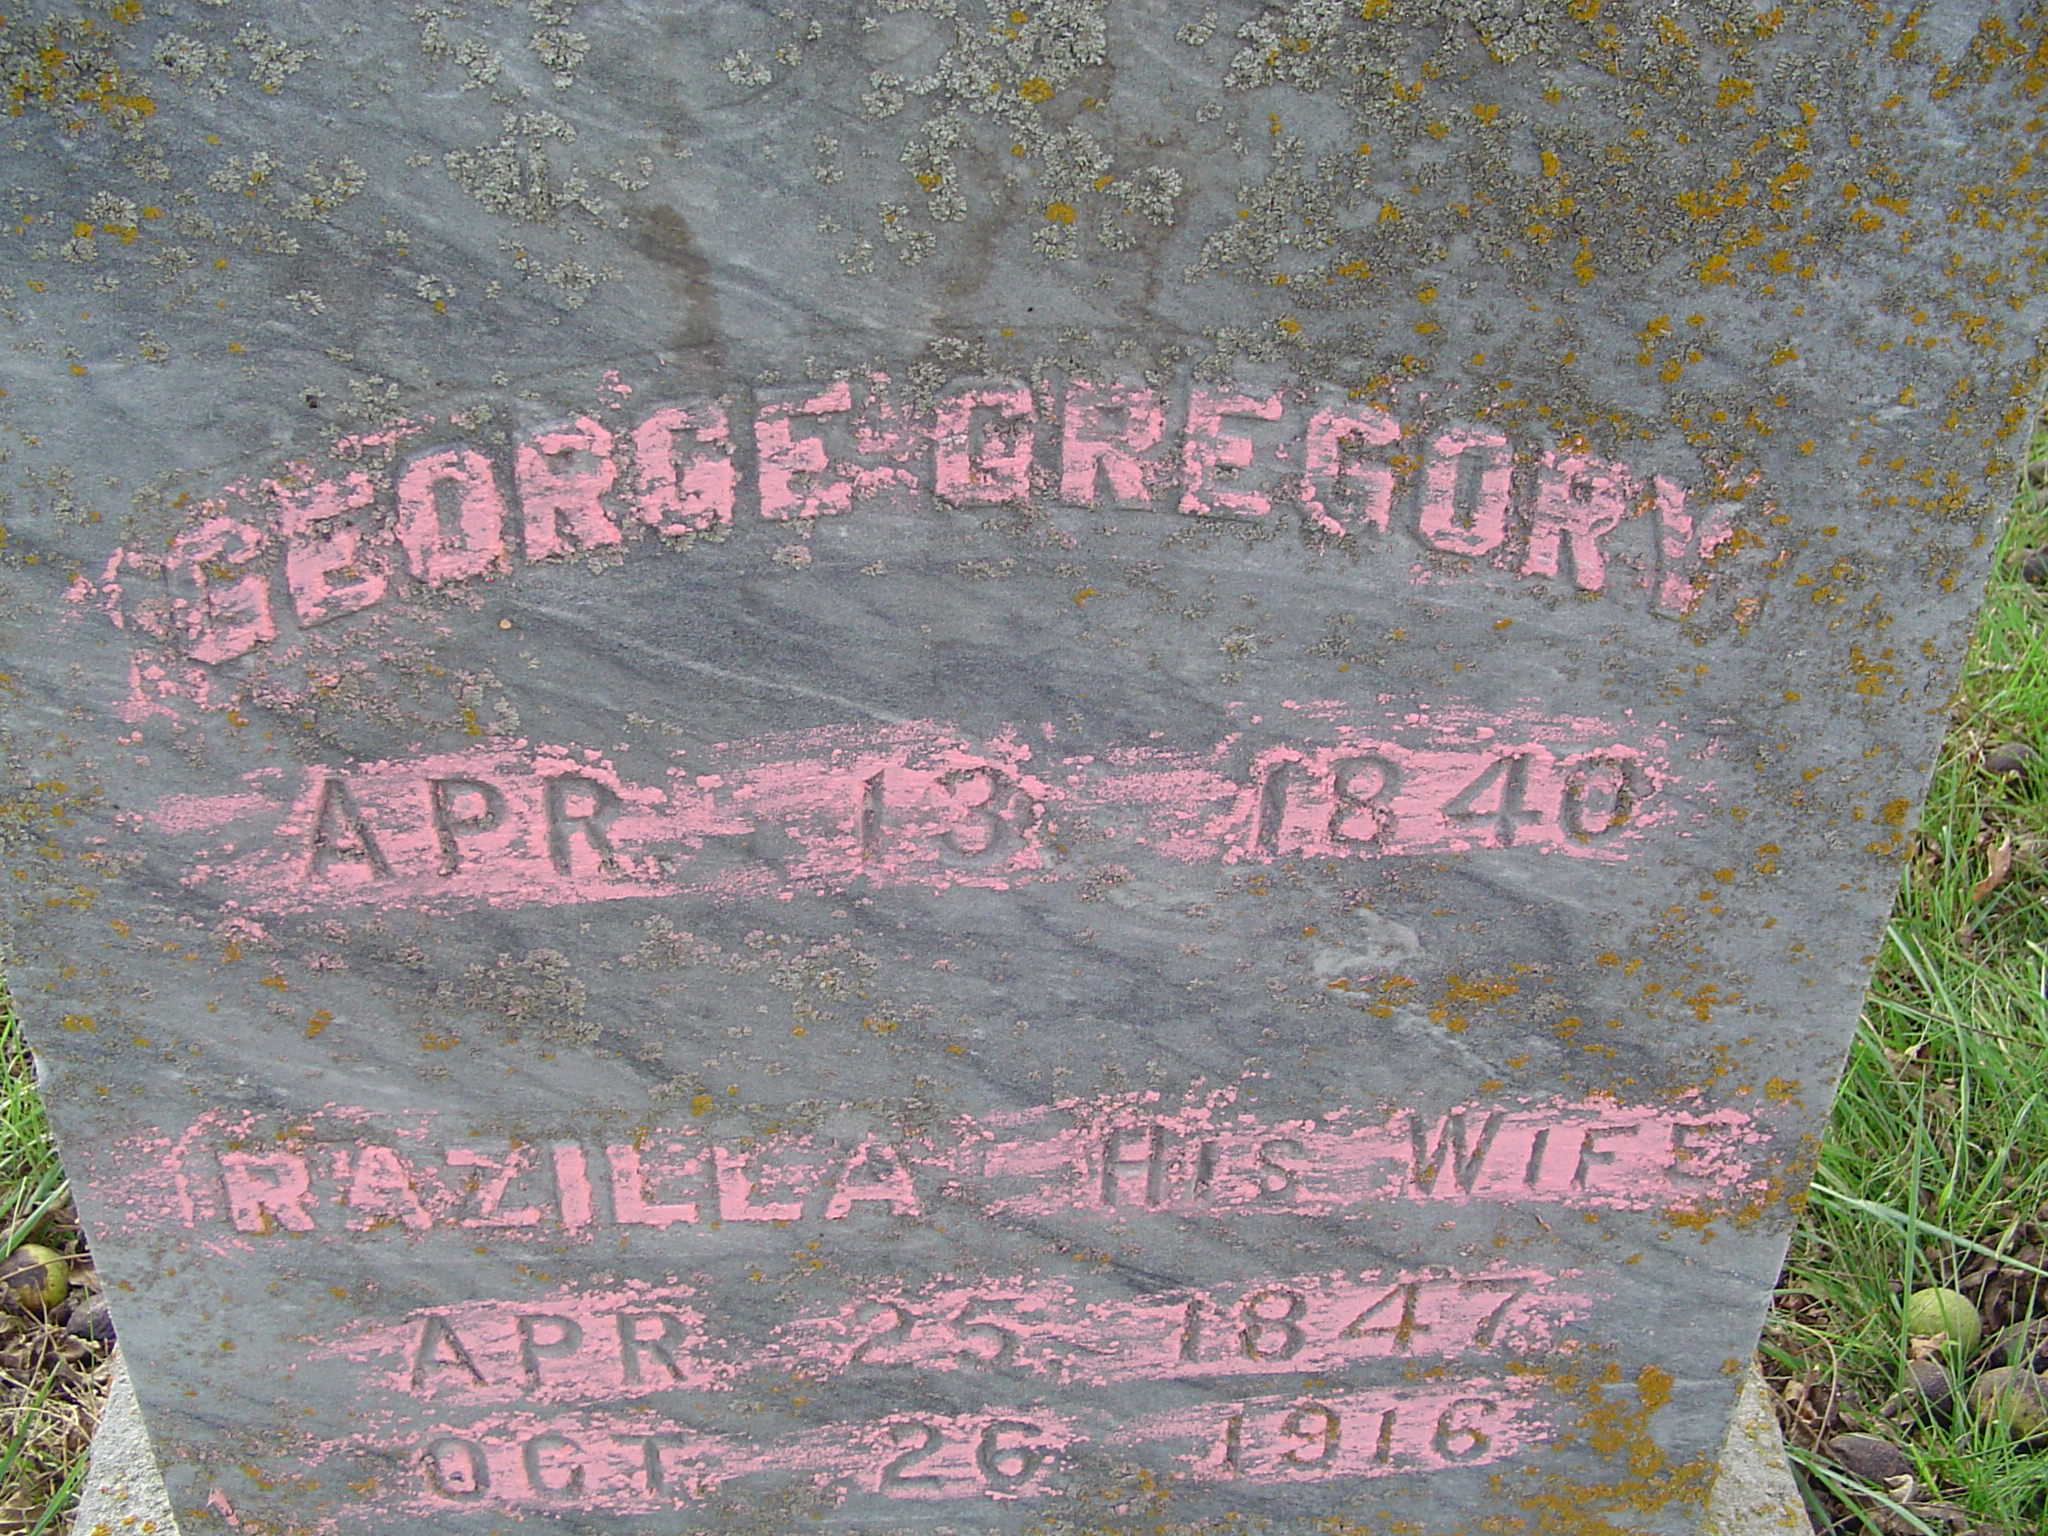 GEORGE GREGORY
APR. 13, 1840
RAZILLA HIS WIFE
APR. 25, 1847
OCT. 26, 1916